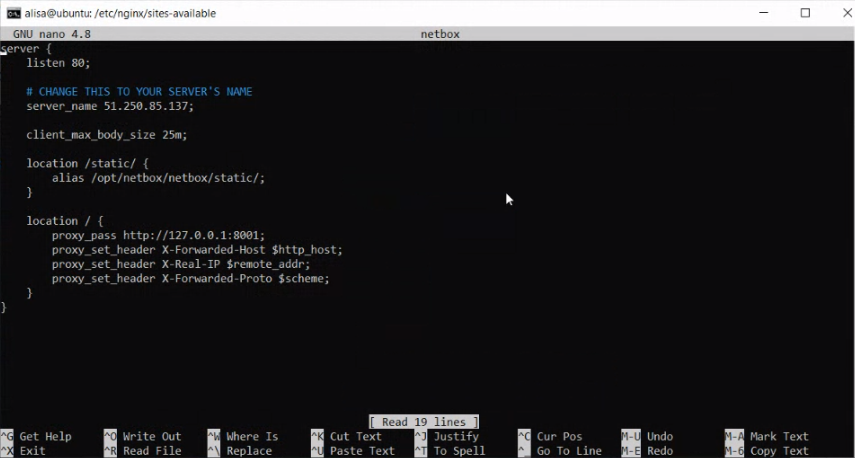 alisa@ubuntu: /etc/nginx/sites-available
GNU nano 4.8 netbox
server {
    listen 80;
    # CHANGE THIS TO YOUR SERVER'S NAME
    server_name 51.250.85.137;
    client_max_body_size 25m;
    location /static/ {
        alias /opt/netbox/netbox/static/;
    }
    location / {
        proxy_pass http://127.0.0.1:8001;
        proxy_set_header X-Forwarded-Host $http_host;
        proxy_set_header X-Real-IP $remote_addr;
        proxy_set_header X-Forwarded-Proto $scheme;
    }
}
[ Read 19 lines ]
^G Get Help ^O Write Out ^W Where Is ^K Cut Text ^J Justify ^C Cur Pos M-U Undo M-A Mark Text
^X Exit ^R Read File ^\ Replace ^U Paste Text ^T To Spell ^_ Go To Line M-E Redo M-6 Copy Text